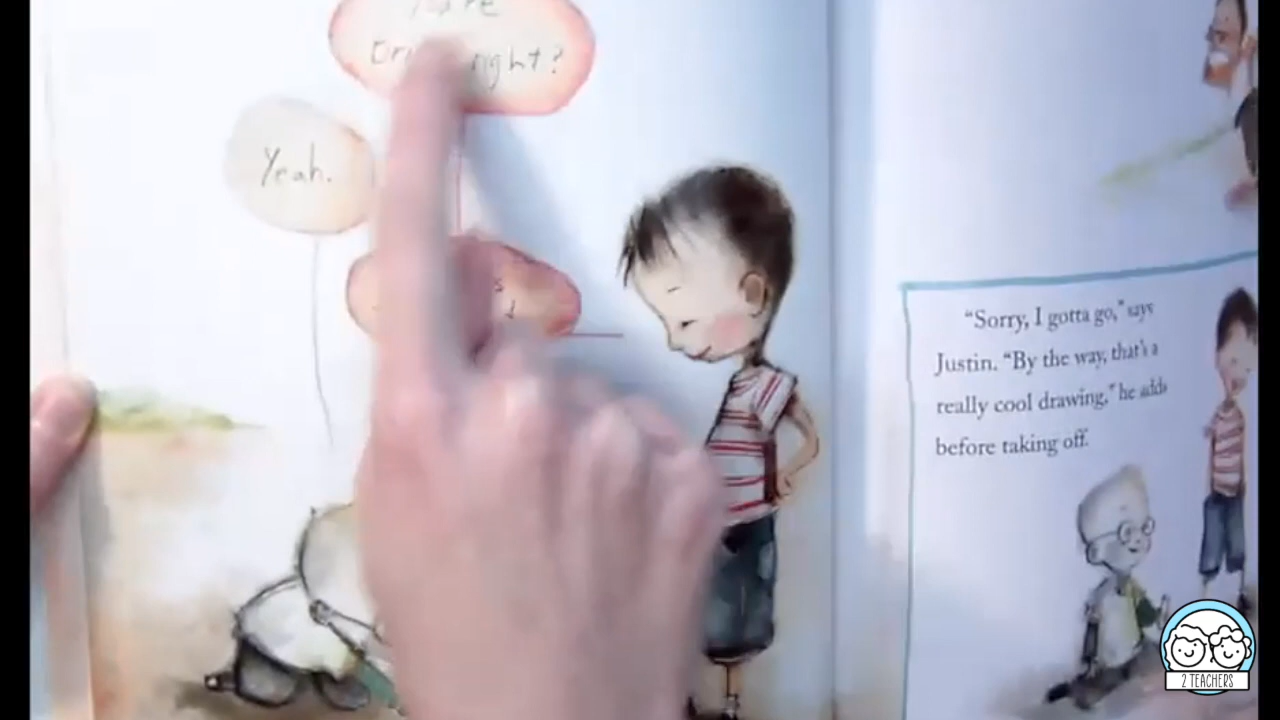 right?
Yeah.
"Sorry, I gotta go," says
Justin. "By the way, that's a
really cool drawing," he adds
before taking off.
2 TEACHERS